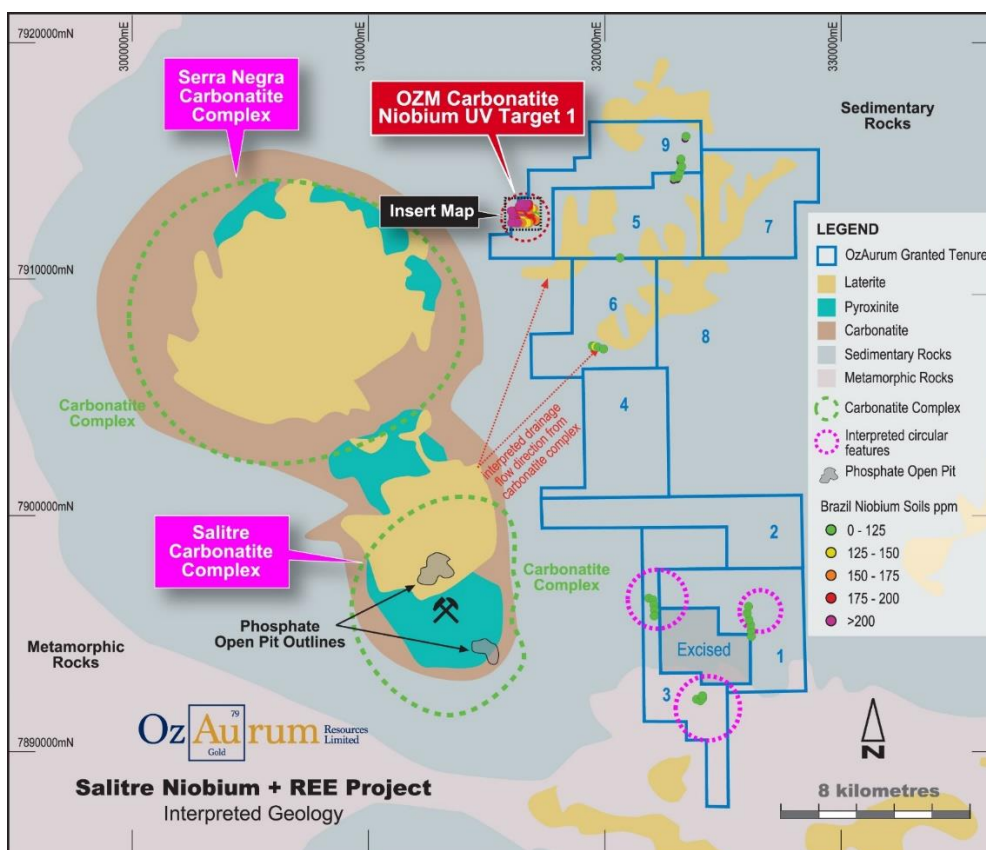 7920000mN
300000mE
310000mE
320000mE
330000mE
Serra Negra
Carbonatite
Complex
OZM Carbonatite
Niobium UV Target 1
Sedimentary
Rocks
9
Insert Map
5
7
7910000mN
6
8
4
Carbonatite
Complex
Interpreted drainage
flow direction from
carbonatite complex
LEGEND
OzAurum Granted Tenure
Laterite
Pyroxinite
Carbonatite
Sedimentary Rocks
Metamorphic Rocks
Carbonatite Complex
Interpreted circular
features
Phosphate Open Pit
Brazil Niobium Soils ppm
0 - 125
125 - 150
150 - 175
175 - 200
>200
7900000mN
Salitre
Carbonatite
Complex
Carbonatite
Complex
2
Phosphate
Open Pit Outlines
Metamorphic
Rocks
Excised
1
3
79
OzAurum Resources
Gold Limited
7890000mN
Salitre Niobium + REE Project
Interpreted Geology
N
8 kilometres